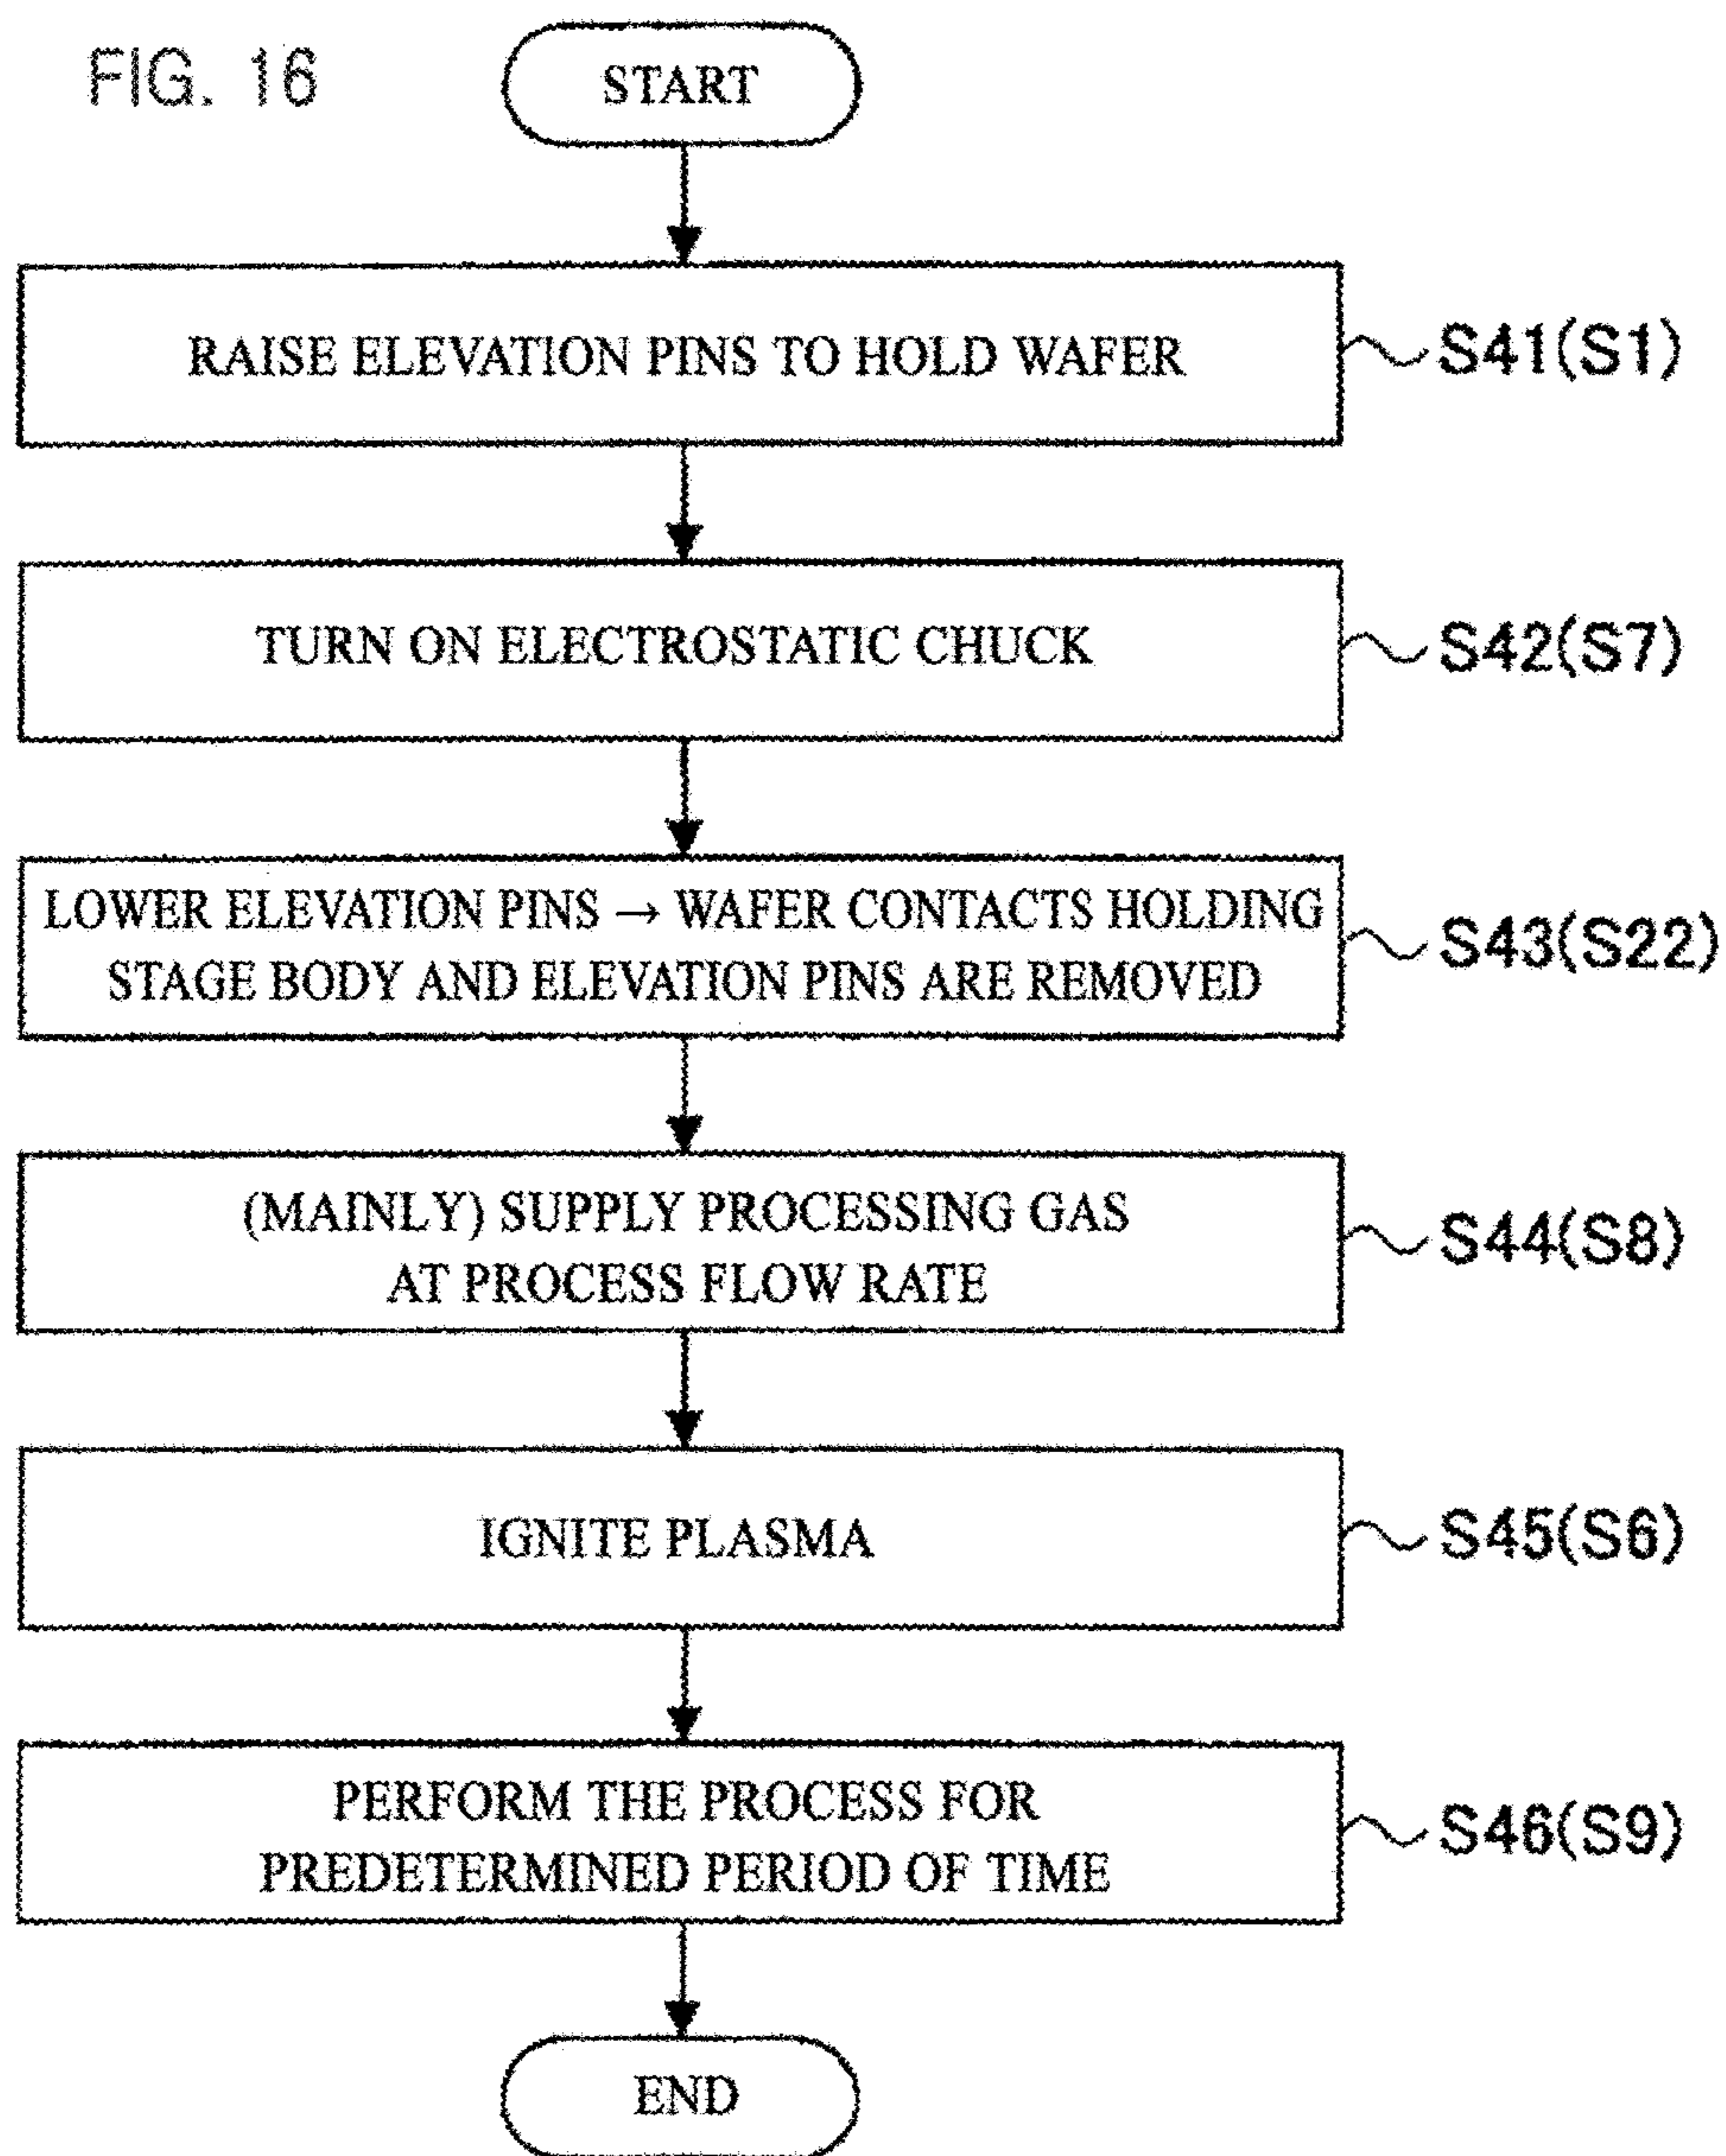 FIG. 16
START
RAISE ELEVATION PINS TO HOLD WAFER
S41(S1)
TURN ON ELECTROSTATIC CHUCK
S42(S7)
LOWER ELEVATION PINS → WAFER CONTACTS HOLDING
STAGE BODY AND ELEVATION PINS ARE REMOVED
S43(S22)
(MAINLY) SUPPLY PROCESSING GAS
AT PROCESS FLOW RATE
S44(S8)
IGNITE PLASMA
S45(S6)
PERFORM THE PROCESS FOR
PREDETERMINED PERIOD OF TIME
S46(S9)
END